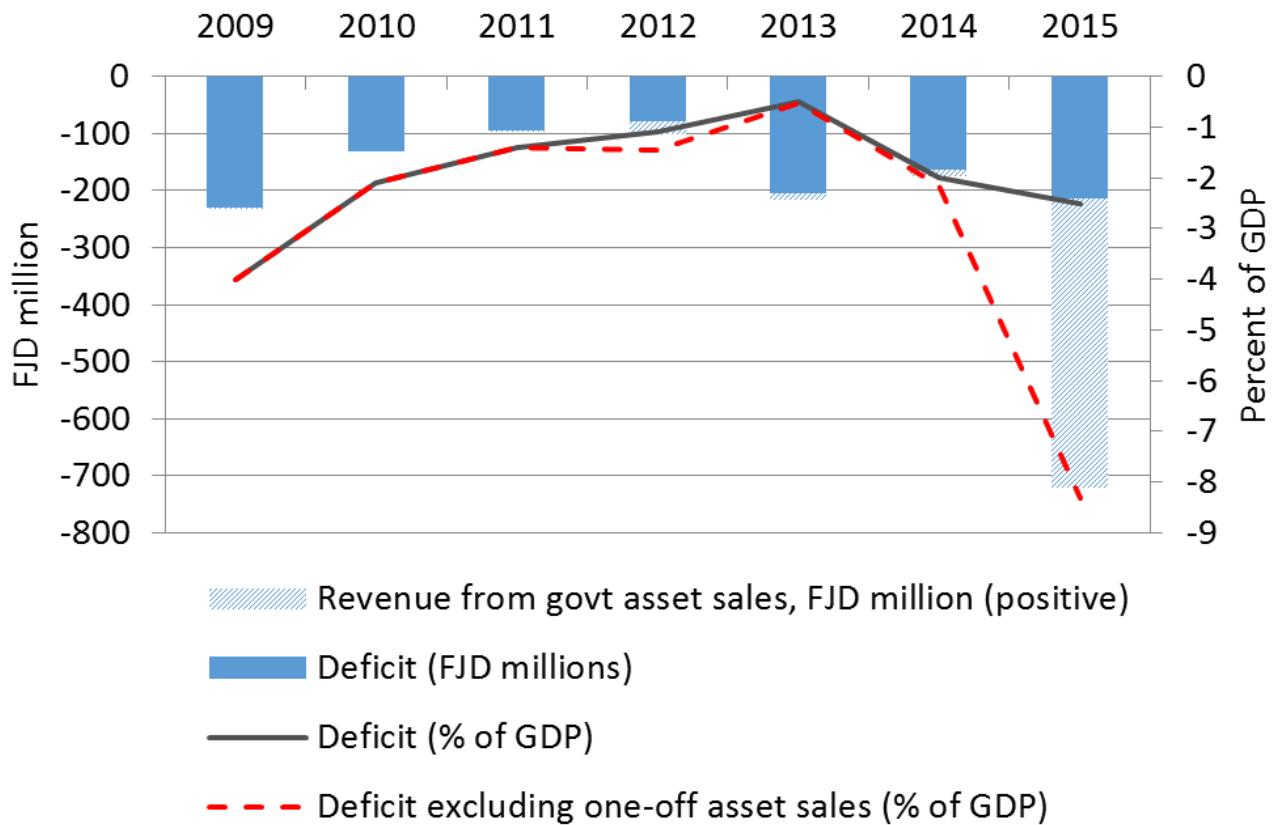 2009 2010 2011 2012 2013 2014 2015
0 0
-100 -1
-200 -2
-300 -3
-400 -4
-500 -5
-600 -6
-700 -7
-800 -8
-9
FJD million
Percent of GDP
Revenue from govt asset sales, FJD million (positive)
Deficit (FJD millions)
Deficit (% of GDP)
Deficit excluding one-off asset sales (% of GDP)